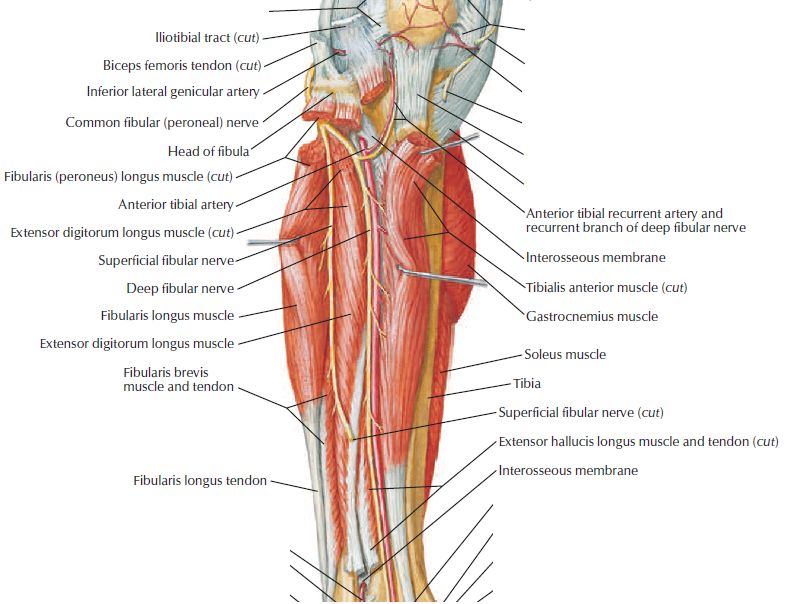 Iliotibial tract (cut)
Biceps femoris tendon (cut)
Inferior lateral genicular artery
Common fibular (peroneal) nerve
Head of fibula
Fibularis (peroneus) longus muscle (cut)
Anterior tibial artery
Extensor digitorum longus muscle (cut)
Superficial fibular nerve
Deep fibular nerve
Fibularis longus muscle
Extensor digitorum longus muscle
Fibularis brevis
muscle and tendon
Fibularis longus tendon
Anterior tibial recurrent artery and
recurrent branch of deep fibular nerve
Interosseous membrane
Tibialis anterior muscle (cut)
Gastrocnemius muscle
Soleus muscle
Tibia
Superficial fibular nerve (cut)
Extensor hallucis longus muscle and tendon (cut)
Interosseous membrane